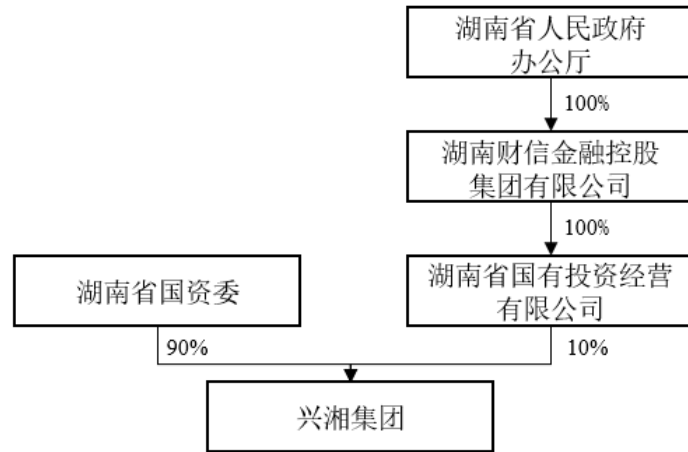 湖南省人民政府
办公厅
100%
湖南财信金融控股
集团有限公司
100%
湖南省国资委
湖南省国有投资经营
有限公司
90%
10%
兴湘集团